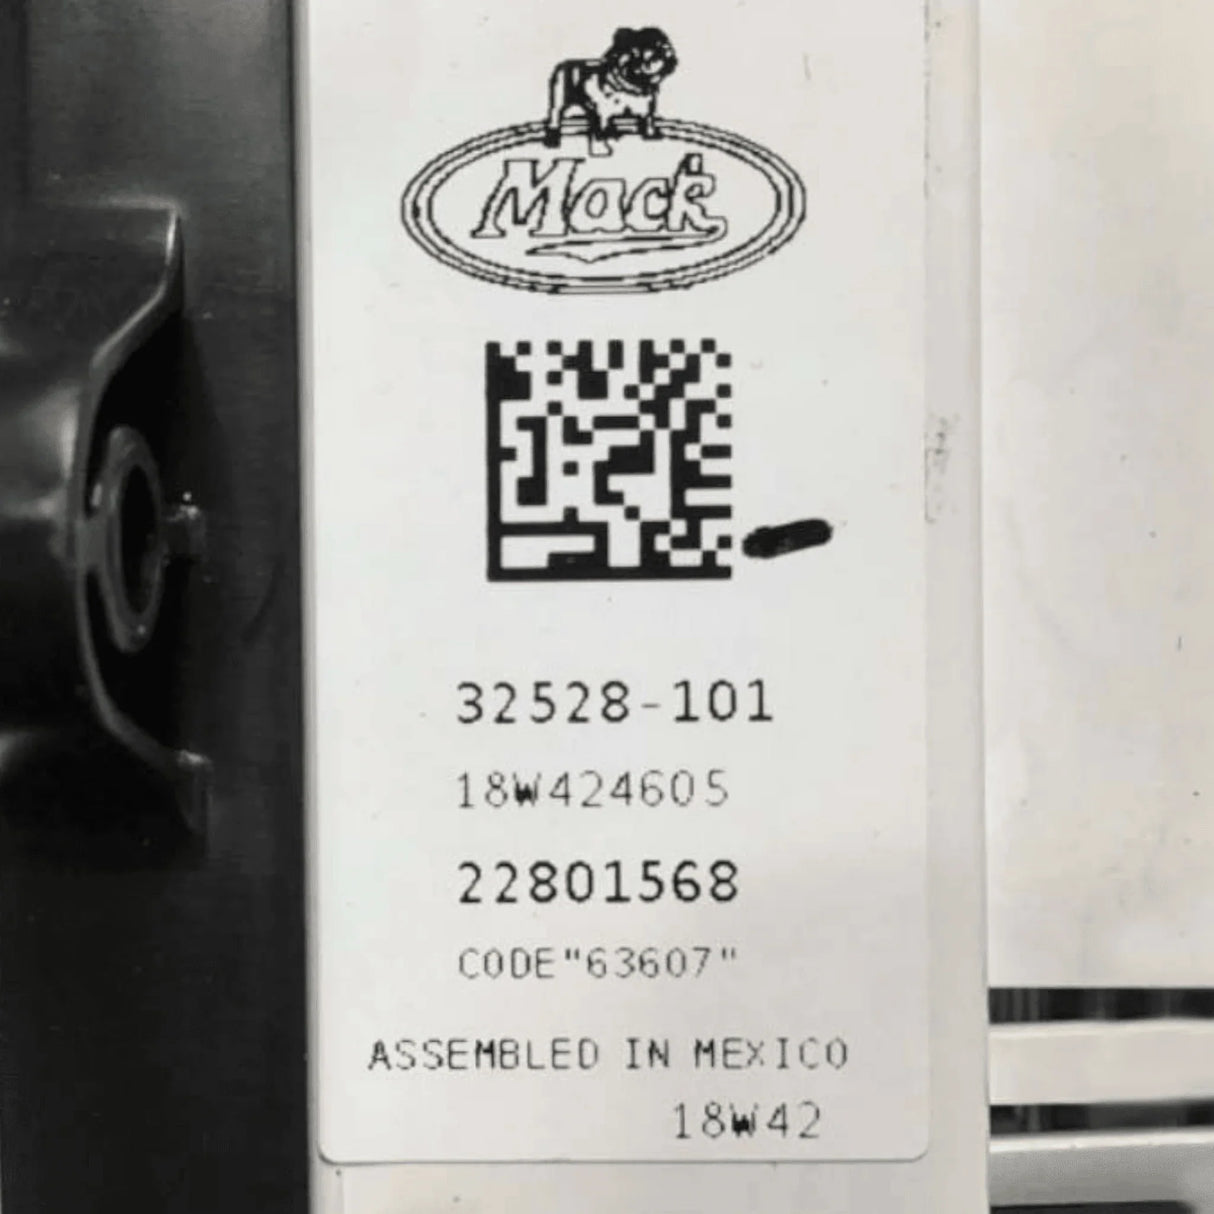 Mack
32528-101
18W424605
22801568
CODE"63607"
ASSEMBLED IN MEXICO
18W42